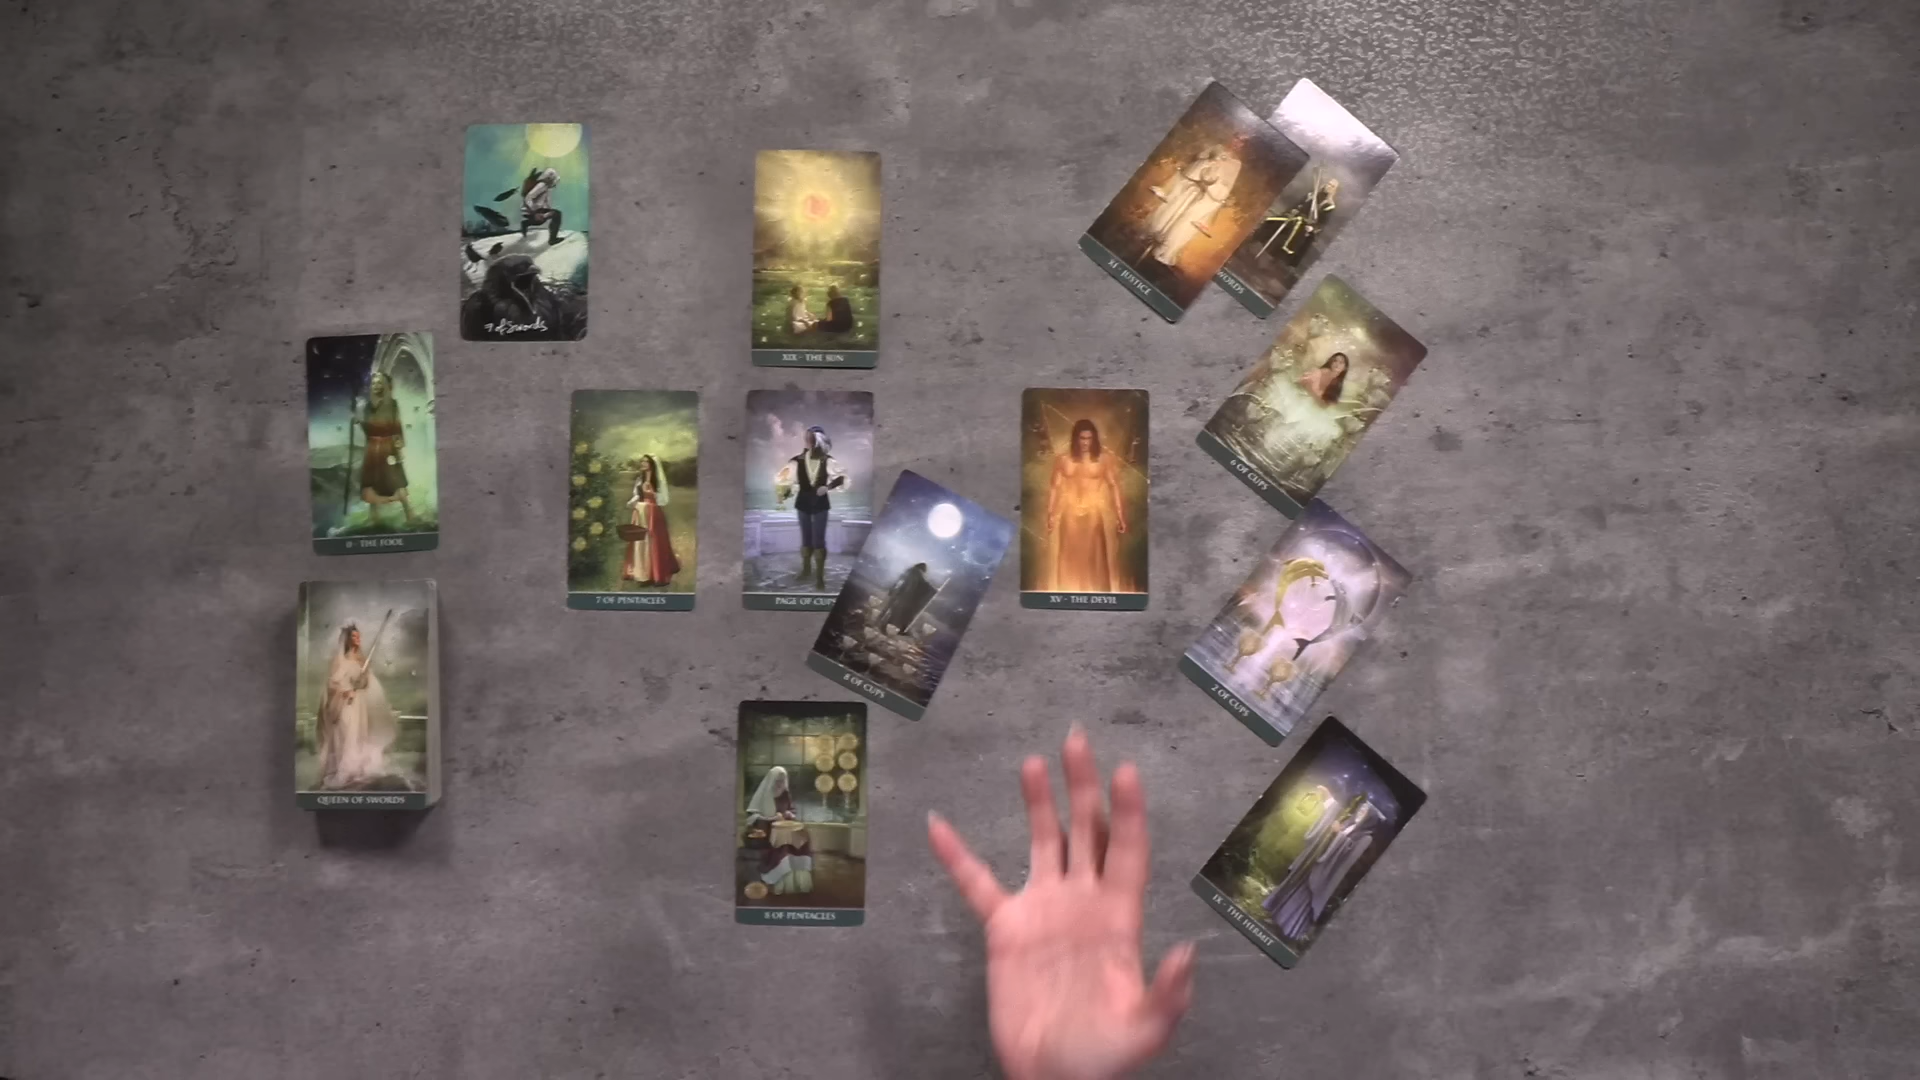 7 of Swords
XIX - THE SUN
XI - JUSTICE
WORDS
0 - THE FOOL
6 OF CUPS
7 OF PENTACLES
PAGE OF CUPS
XV - THE DEVIL
8 OF CUPS
2 OF CUPS
QUEEN OF SWORDS
8 OF PENTACLES
IX - THE HERMIT